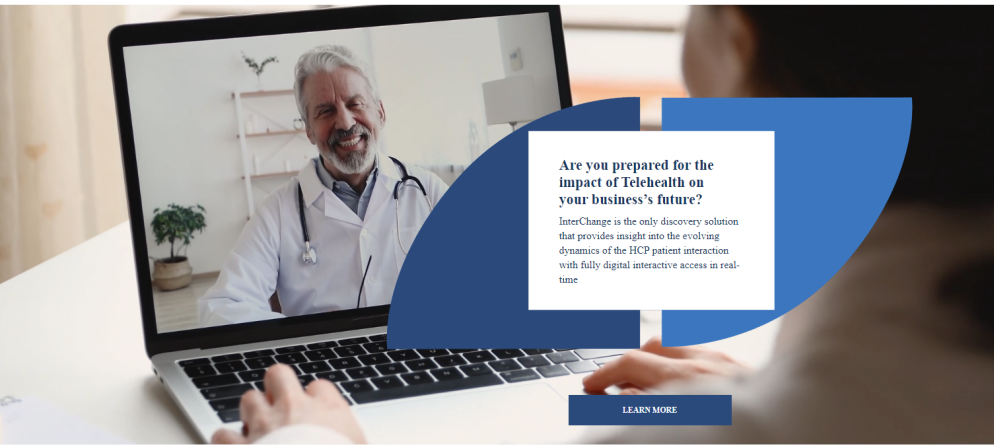 Are you prepared for the
impact of Telehealth on
your business’s future?
InterChange is the only discovery solution
that provides insight into the evolving
dynamics of the HCP patient interaction
with fully digital interactive access in real-
time
LEARN MORE